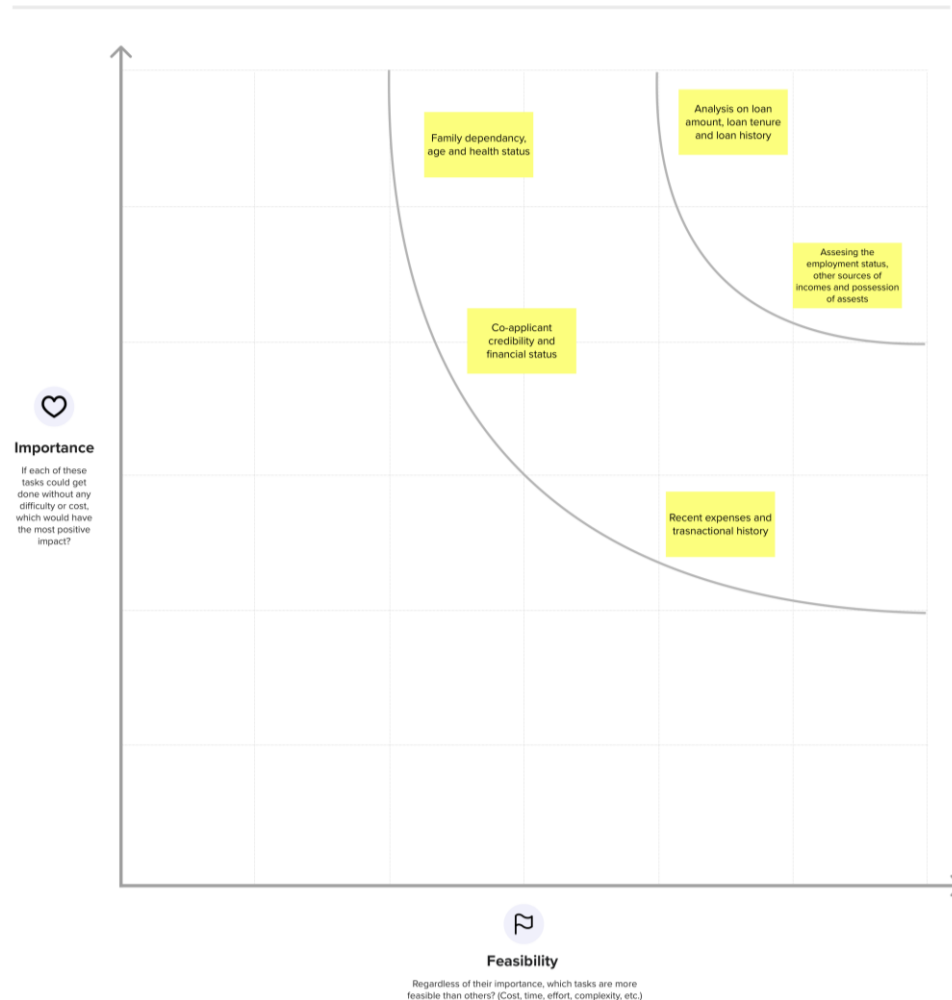 Analysis on loan
amount, loan tenure
and loan history
Family dependancy,
age and health status
Assesing the
employment status,
other sources of
incomes and possession
of assests
Co-applicant
credibility and
financial status
Importance
If each of these
tasks could get
done without any
difficulty or cost,
which would have
the most positive
impact?
Recent expenses and
trasnactional history
Feasibility
Regardless of their importance, which tasks are more
feasible than others? (Cost, time, effort, complexity, etc.)